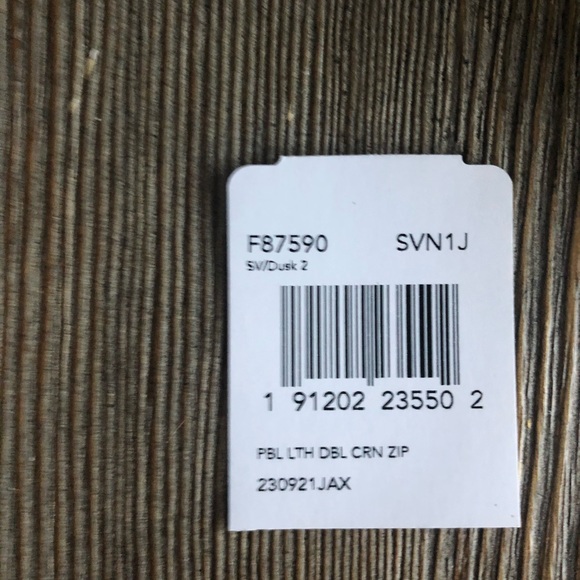 F87590 SVN1J
SV/Dusk 2
1 91202 23550 2
PBL LTH DBL CRN ZIP
230921JAX